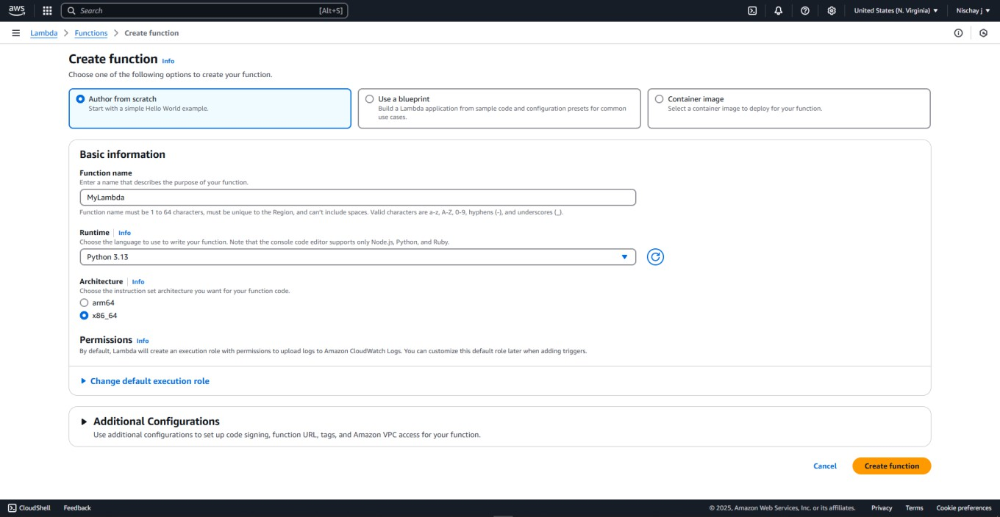 aws
Search [Alt+S]
United States (N. Virginia)
Nischay j
Lambda > Functions > Create function
Create function Info
Choose one of the following options to create your function.
Author from scratch
Start with a simple Hello World example.
Use a blueprint
Build a Lambda application from sample code and configuration presets for common
use cases.
Container image
Select a container image to deploy for your function.
Basic information
Function name
Enter a name that describes the purpose of your function.
MyLambda
Function name must be 1 to 64 characters, must be unique to the Region, and can't include spaces. Valid characters are a-z, A-Z, 0-9, hyphens (-), and underscores (_).
Runtime | Info
Choose the language to use to write your function. Note that the console code editor supports only Node.js, Python, and Ruby.
Python 3.13
Architecture | Info
Choose the instruction set architecture you want for your function code.
arm64
x86_64
Permissions Info
By default, Lambda will create an execution role with permissions to upload logs to Amazon CloudWatch Logs. You can customize this default role later when adding triggers.
Change default execution role
Additional Configurations
Use additional configurations to set up code signing, function URL, tags, and Amazon VPC access for your function.
Cancel Create function
CloudShell Feedback © 2025, Amazon Web Services, Inc. or its affiliates. Privacy Terms Cookie preferences